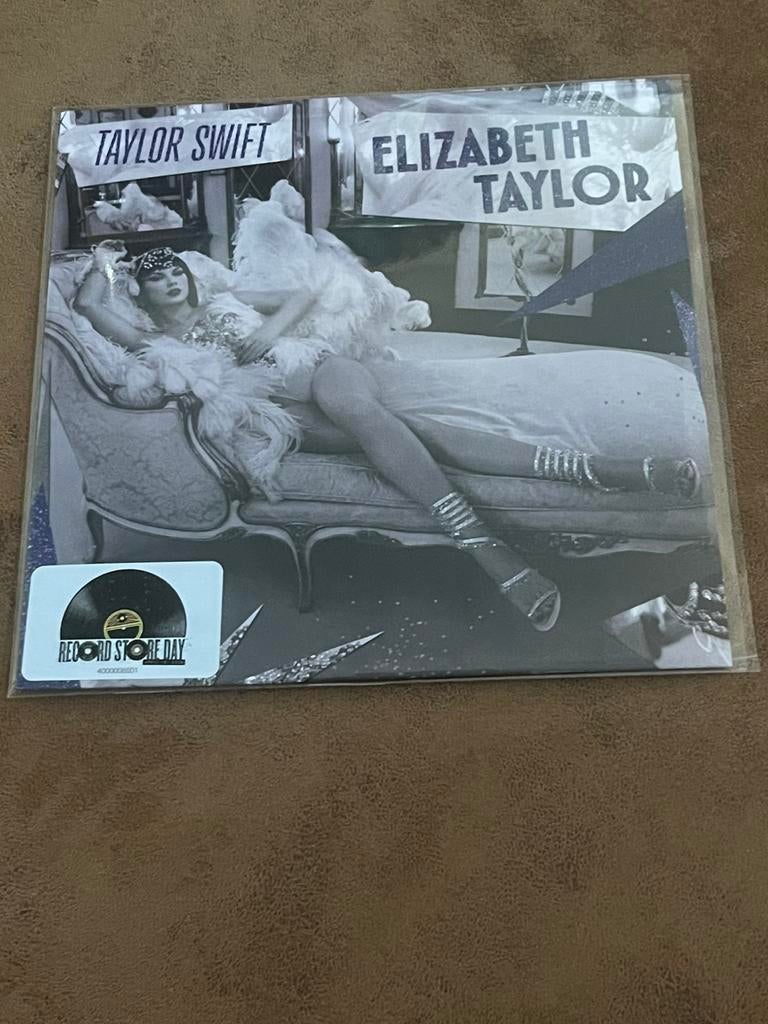 TAYLOR SWIFT
ELIZABETH
TAYLOR
RECORD STORE DAY